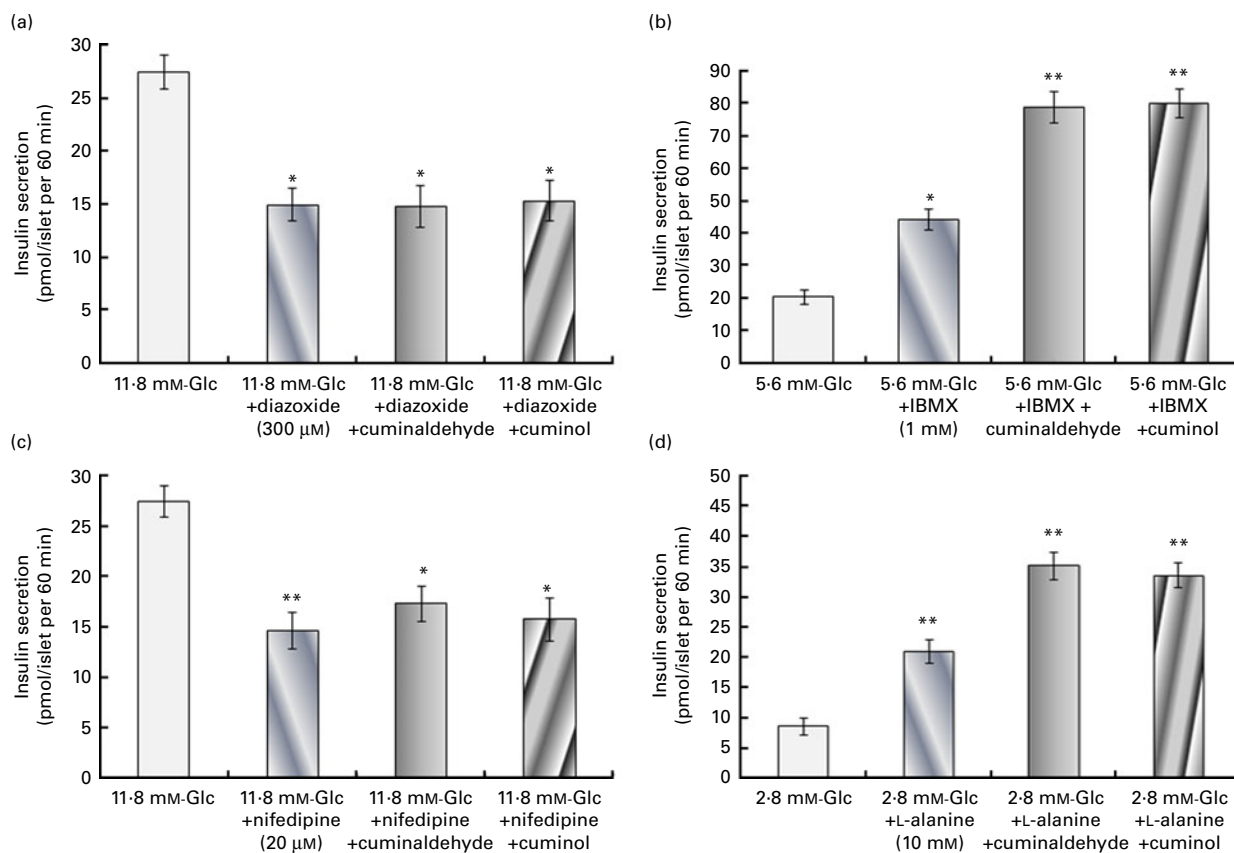 (a)
Insulin secretion
(pmol/islet per 60 min)
30
25
20
15
10
5
0
*
*
*
11·8 mM-Glc
11·8 mM-Glc
+diazoxide
(300 μM)
11·8 mM-Glc
+diazoxide
+cuminaldehyde
11·8 mM-Glc
+diazoxide
+cuminol
(b)
Insulin secretion
(pmol/islet per 60 min)
90
80
70
60
50
40
30
20
10
0
*
**
**
5·6 mM-Glc
5·6 mM-Glc
+IBMX
(1 mM)
5·6 mM-Glc
+IBMX +
cuminaldehyde
5·6 mM-Glc
+IBMX
+cuminol
(c)
Insulin secretion
(pmol/islet per 60 min)
30
25
20
15
10
5
0
**
*
*
11·8 mM-Glc
11·8 mM-Glc
+nifedipine
(20 μM)
11·8 mM-Glc
+nifedipine
+cuminaldehyde
11·8 mM-Glc
+nifedipine
+cuminol
(d)
Insulin secretion
(pmol/islet per 60 min)
50
45
40
35
30
25
20
15
10
5
0
**
**
**
2·8 mM-Glc
2·8 mM-Glc
+L-alanine
(10 mM)
2·8 mM-Glc
+L-alanine
+cuminaldehyde
2·8 mM-Glc
+L-alanine
+cuminol